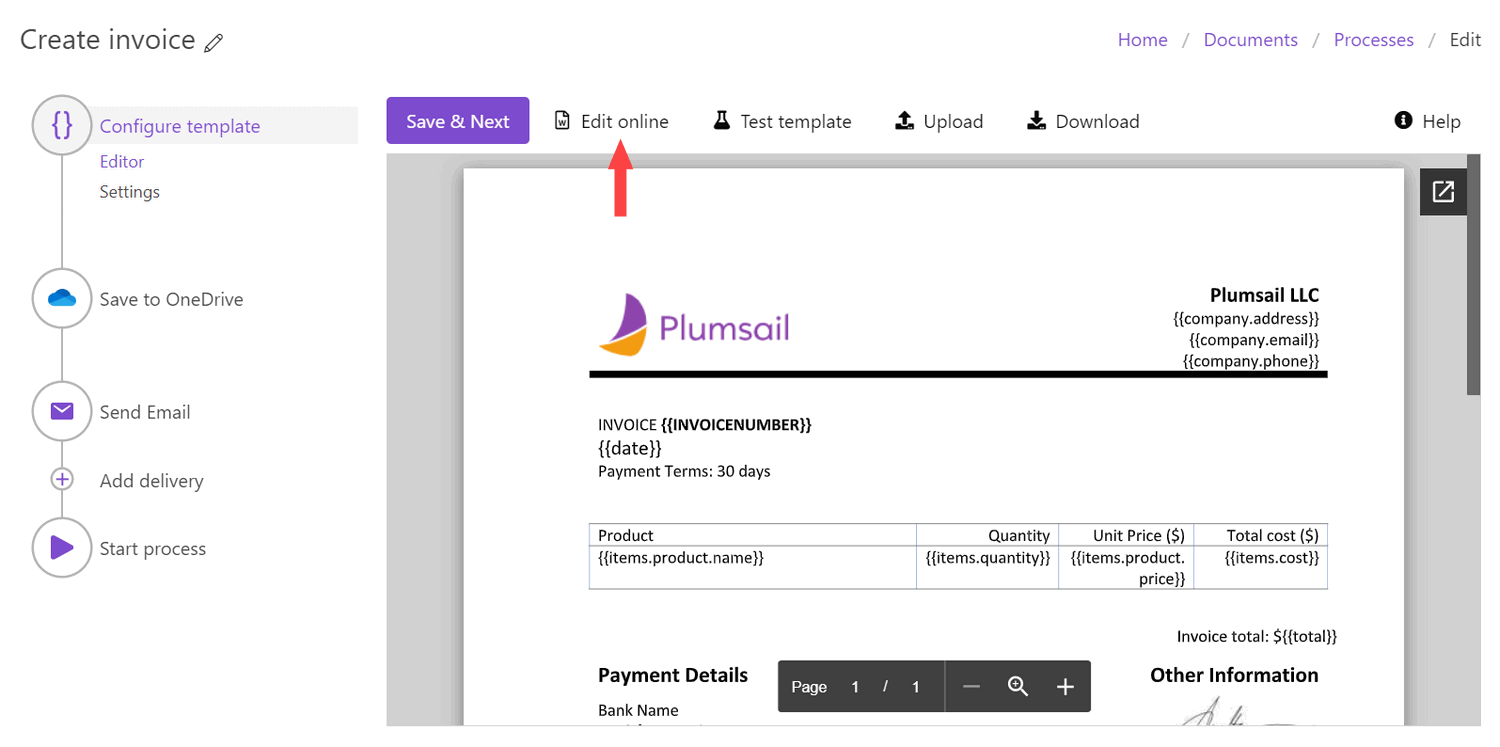 Create invoice
Home / Documents / Processes / Edit
{} Configure template
Editor
Settings
Save to OneDrive
Send Email
Add delivery
Start process
Save & Next Edit online Test template Upload Download Help
Plumsail
Plumsail LLC
{{company.address}}
{{company.email}}
{{company.phone}}
INVOICE {{INVOICENUMBER}}
{{date}}
Payment Terms: 30 days
Product Quantity Unit Price ($) Total cost ($)
{{items.product.name}} {{items.quantity}} {{items.product. {{items.cost}}
price}}
Invoice total: ${{total}}
Payment Details Other Information
Page 1 / 1
Bank Name